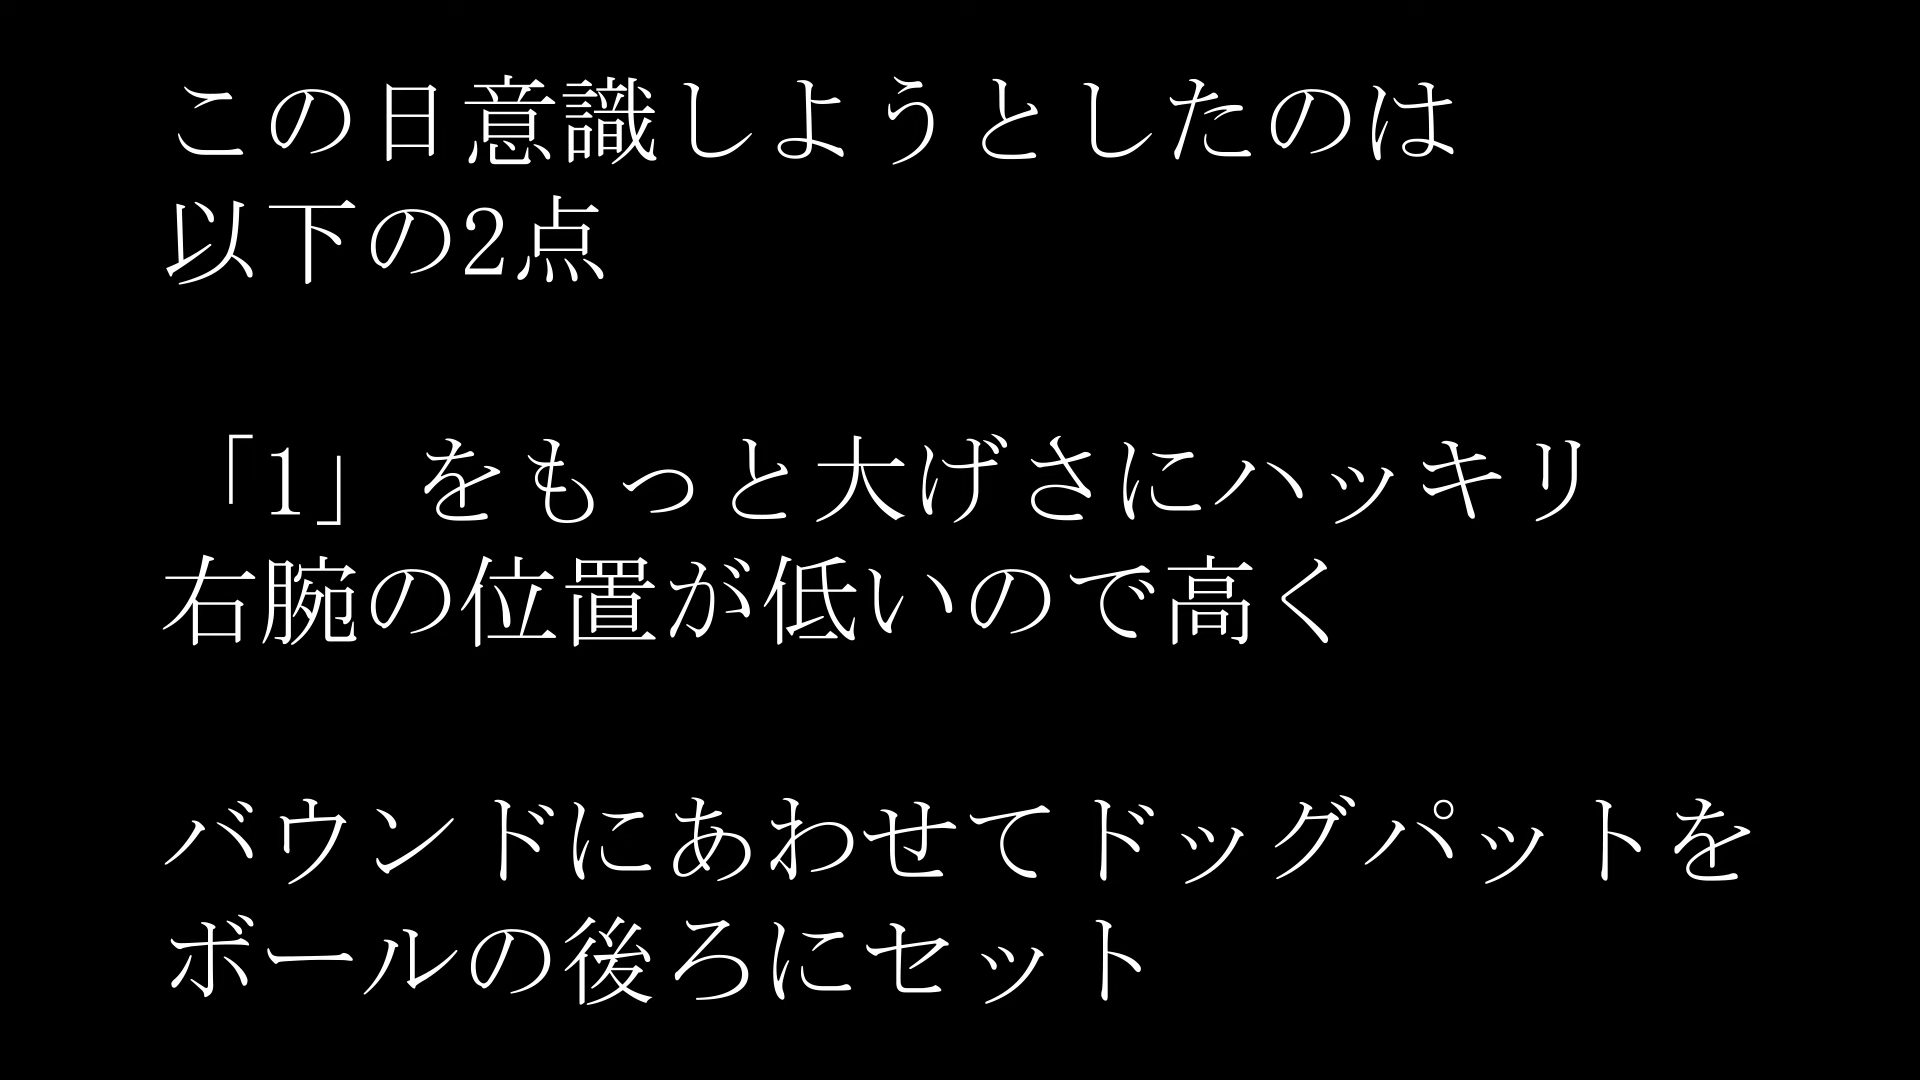 この日意識しようとしたのは
以下の2点
「1」をもっと大げさにハッキリ
右腕の位置が低いので高く
バウンドにあわせてドッグパットを
ボールの後ろにセット